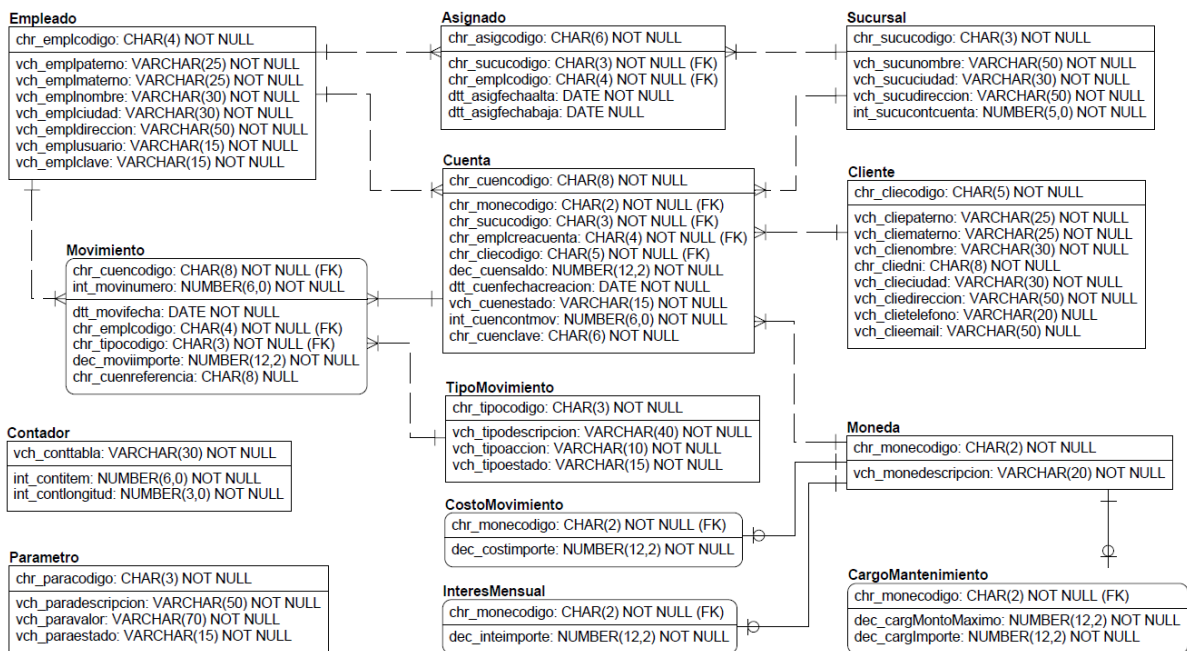 Empleado
chr_emplcodigo: CHAR(4) NOT NULL
vch_emplpaterno: VARCHAR(25) NOT NULL
vch_emplmaterno: VARCHAR(25) NOT NULL
vch_emplnombre: VARCHAR(30) NOT NULL
vch_emplciudad: VARCHAR(30) NOT NULL
vch_empldireccion: VARCHAR(50) NOT NULL
vch_emplusuario: VARCHAR(15) NOT NULL
vch_emplclave: VARCHAR(15) NOT NULL
Asignado
chr_asigcodigo: CHAR(6) NOT NULL
chr_sucucodigo: CHAR(3) NOT NULL (FK)
chr_emplcodigo: CHAR(4) NOT NULL (FK)
dtt_asigfechaalta: DATE NOT NULL
dtt_asigfechabaja: DATE NULL
Sucursal
chr_sucucodigo: CHAR(3) NOT NULL
vch_sucunombre: VARCHAR(50) NOT NULL
vch_sucuciudad: VARCHAR(30) NOT NULL
vch_sucudireccion: VARCHAR(50) NOT NULL
int_sucucontcuenta: NUMBER(5,0) NOT NULL
Cuenta
chr_cuencodigo: CHAR(8) NOT NULL
chr_monecodigo: CHAR(2) NOT NULL (FK)
chr_sucucodigo: CHAR(3) NOT NULL (FK)
chr_emplcreacuenta: CHAR(4) NOT NULL (FK)
chr_cliecodigo: CHAR(5) NOT NULL (FK)
dec_cuensaldo: NUMBER(12,2) NOT NULL
dtt_cuenfechacreacion: DATE NOT NULL
vch_cuenestado: VARCHAR(15) NOT NULL
int_cuencontmov: NUMBER(6,0) NOT NULL
chr_cuenclave: CHAR(6) NOT NULL
Cliente
chr_cliecodigo: CHAR(5) NOT NULL
vch_cliepaterno: VARCHAR(25) NOT NULL
vch_cliematerno: VARCHAR(25) NOT NULL
vch_clienombre: VARCHAR(30) NOT NULL
chr_cliedni: CHAR(8) NOT NULL
vch_clieciudad: VARCHAR(30) NOT NULL
vch_cliedireccion: VARCHAR(50) NOT NULL
vch_clietelefono: VARCHAR(20) NULL
vch_clieemail: VARCHAR(50) NULL
Movimiento
chr_cuencodigo: CHAR(8) NOT NULL (FK)
int_movinumero: NUMBER(6,0) NOT NULL
dtt_movifecha: DATE NOT NULL
chr_emplcodigo: CHAR(4) NOT NULL (FK)
chr_tipocodigo: CHAR(3) NOT NULL (FK)
dec_moviimporte: NUMBER(12,2) NOT NULL
chr_cuenreferencia: CHAR(8) NULL
TipoMovimiento
chr_tipocodigo: CHAR(3) NOT NULL
vch_tipodescripcion: VARCHAR(40) NOT NULL
vch_tipoaccion: VARCHAR(10) NOT NULL
vch_tipoestado: VARCHAR(15) NOT NULL
Contador
vch_conttabla: VARCHAR(30) NOT NULL
int_contitem: NUMBER(6,0) NOT NULL
int_contlongitud: NUMBER(3,0) NOT NULL
Moneda
chr_monecodigo: CHAR(2) NOT NULL
vch_monedescripcion: VARCHAR(20) NOT NULL
CostoMovimiento
chr_monecodigo: CHAR(2) NOT NULL (FK)
dec_costimporte: NUMBER(12,2) NOT NULL
Parametro
chr_paracodigo: CHAR(3) NOT NULL
vch_paradescripcion: VARCHAR(50) NOT NULL
vch_paravalor: VARCHAR(70) NOT NULL
vch_paraestado: VARCHAR(15) NOT NULL
InteresMensual
chr_monecodigo: CHAR(2) NOT NULL (FK)
dec_inteimporte: NUMBER(12,2) NOT NULL
CargoMantenimiento
chr_monecodigo: CHAR(2) NOT NULL (FK)
dec_cargMontoMaximo: NUMBER(12,2) NOT NULL
dec_cargImporte: NUMBER(12,2) NOT NULL